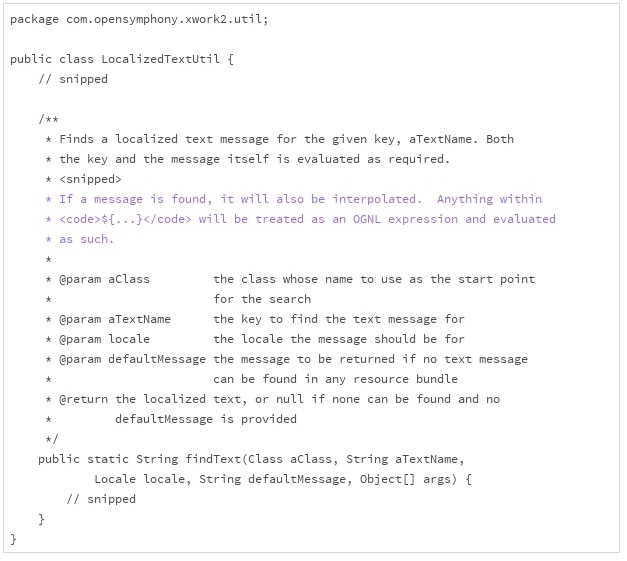 package com.opensymphony.xwork2.util;

public class LocalizedTextUtil {
    // snipped

    /**
     * Finds a localized text message for the given key, aTextName. Both
     * the key and the message itself is evaluated as required.
     * <snipped>
     * If a message is found, it will also be interpolated.  Anything within
     * <code>${...}</code> will be treated as an OGNL expression and evaluated
     * as such.
     *
     * @param aClass         the class whose name to use as the start point
     *                       for the search
     * @param aTextName      the key to find the text message for
     * @param locale         the locale the message should be for
     * @param defaultMessage the message to be returned if no text message
     *                       can be found in any resource bundle
     * @return the localized text, or null if none can be found and no
     *         defaultMessage is provided
     */
    public static String findText(Class aClass, String aTextName,
            Locale locale, String defaultMessage, Object[] args) {
        // snipped
    }
}